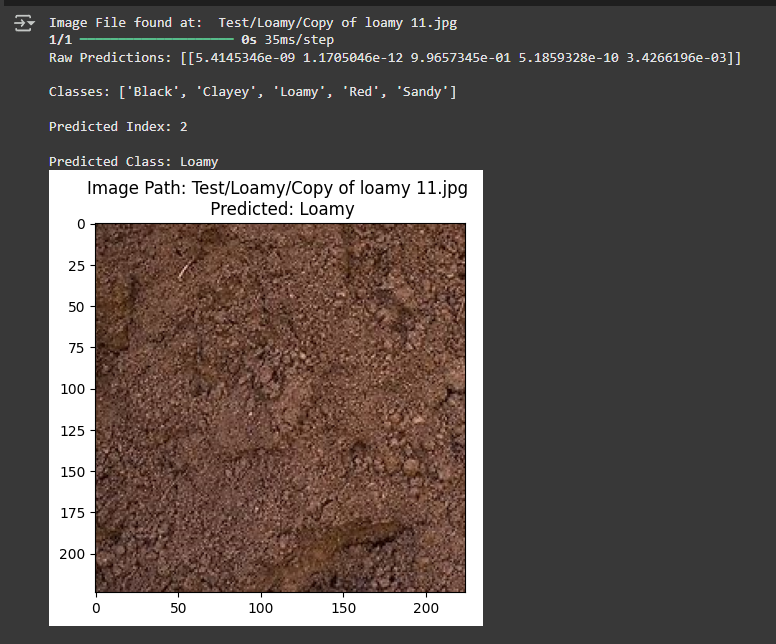 Image File found at:  Test/Loamy/Copy of loamy 11.jpg
1/1 ━━━━━━━━━━━━━━━━━━━━ 0s 35ms/step
Raw Predictions: [[5.4145346e-09 1.1705046e-12 9.9657345e-01 5.1859328e-10 3.4266196e-03]]
Classes: ['Black', 'Clayey', 'Loamy', 'Red', 'Sandy']
Predicted Index: 2
Predicted Class: Loamy
Image Path: Test/Loamy/Copy of loamy 11.jpg
Predicted: Loamy
0
25
50
75
100
125
150
175
200
0 50 100 150 200